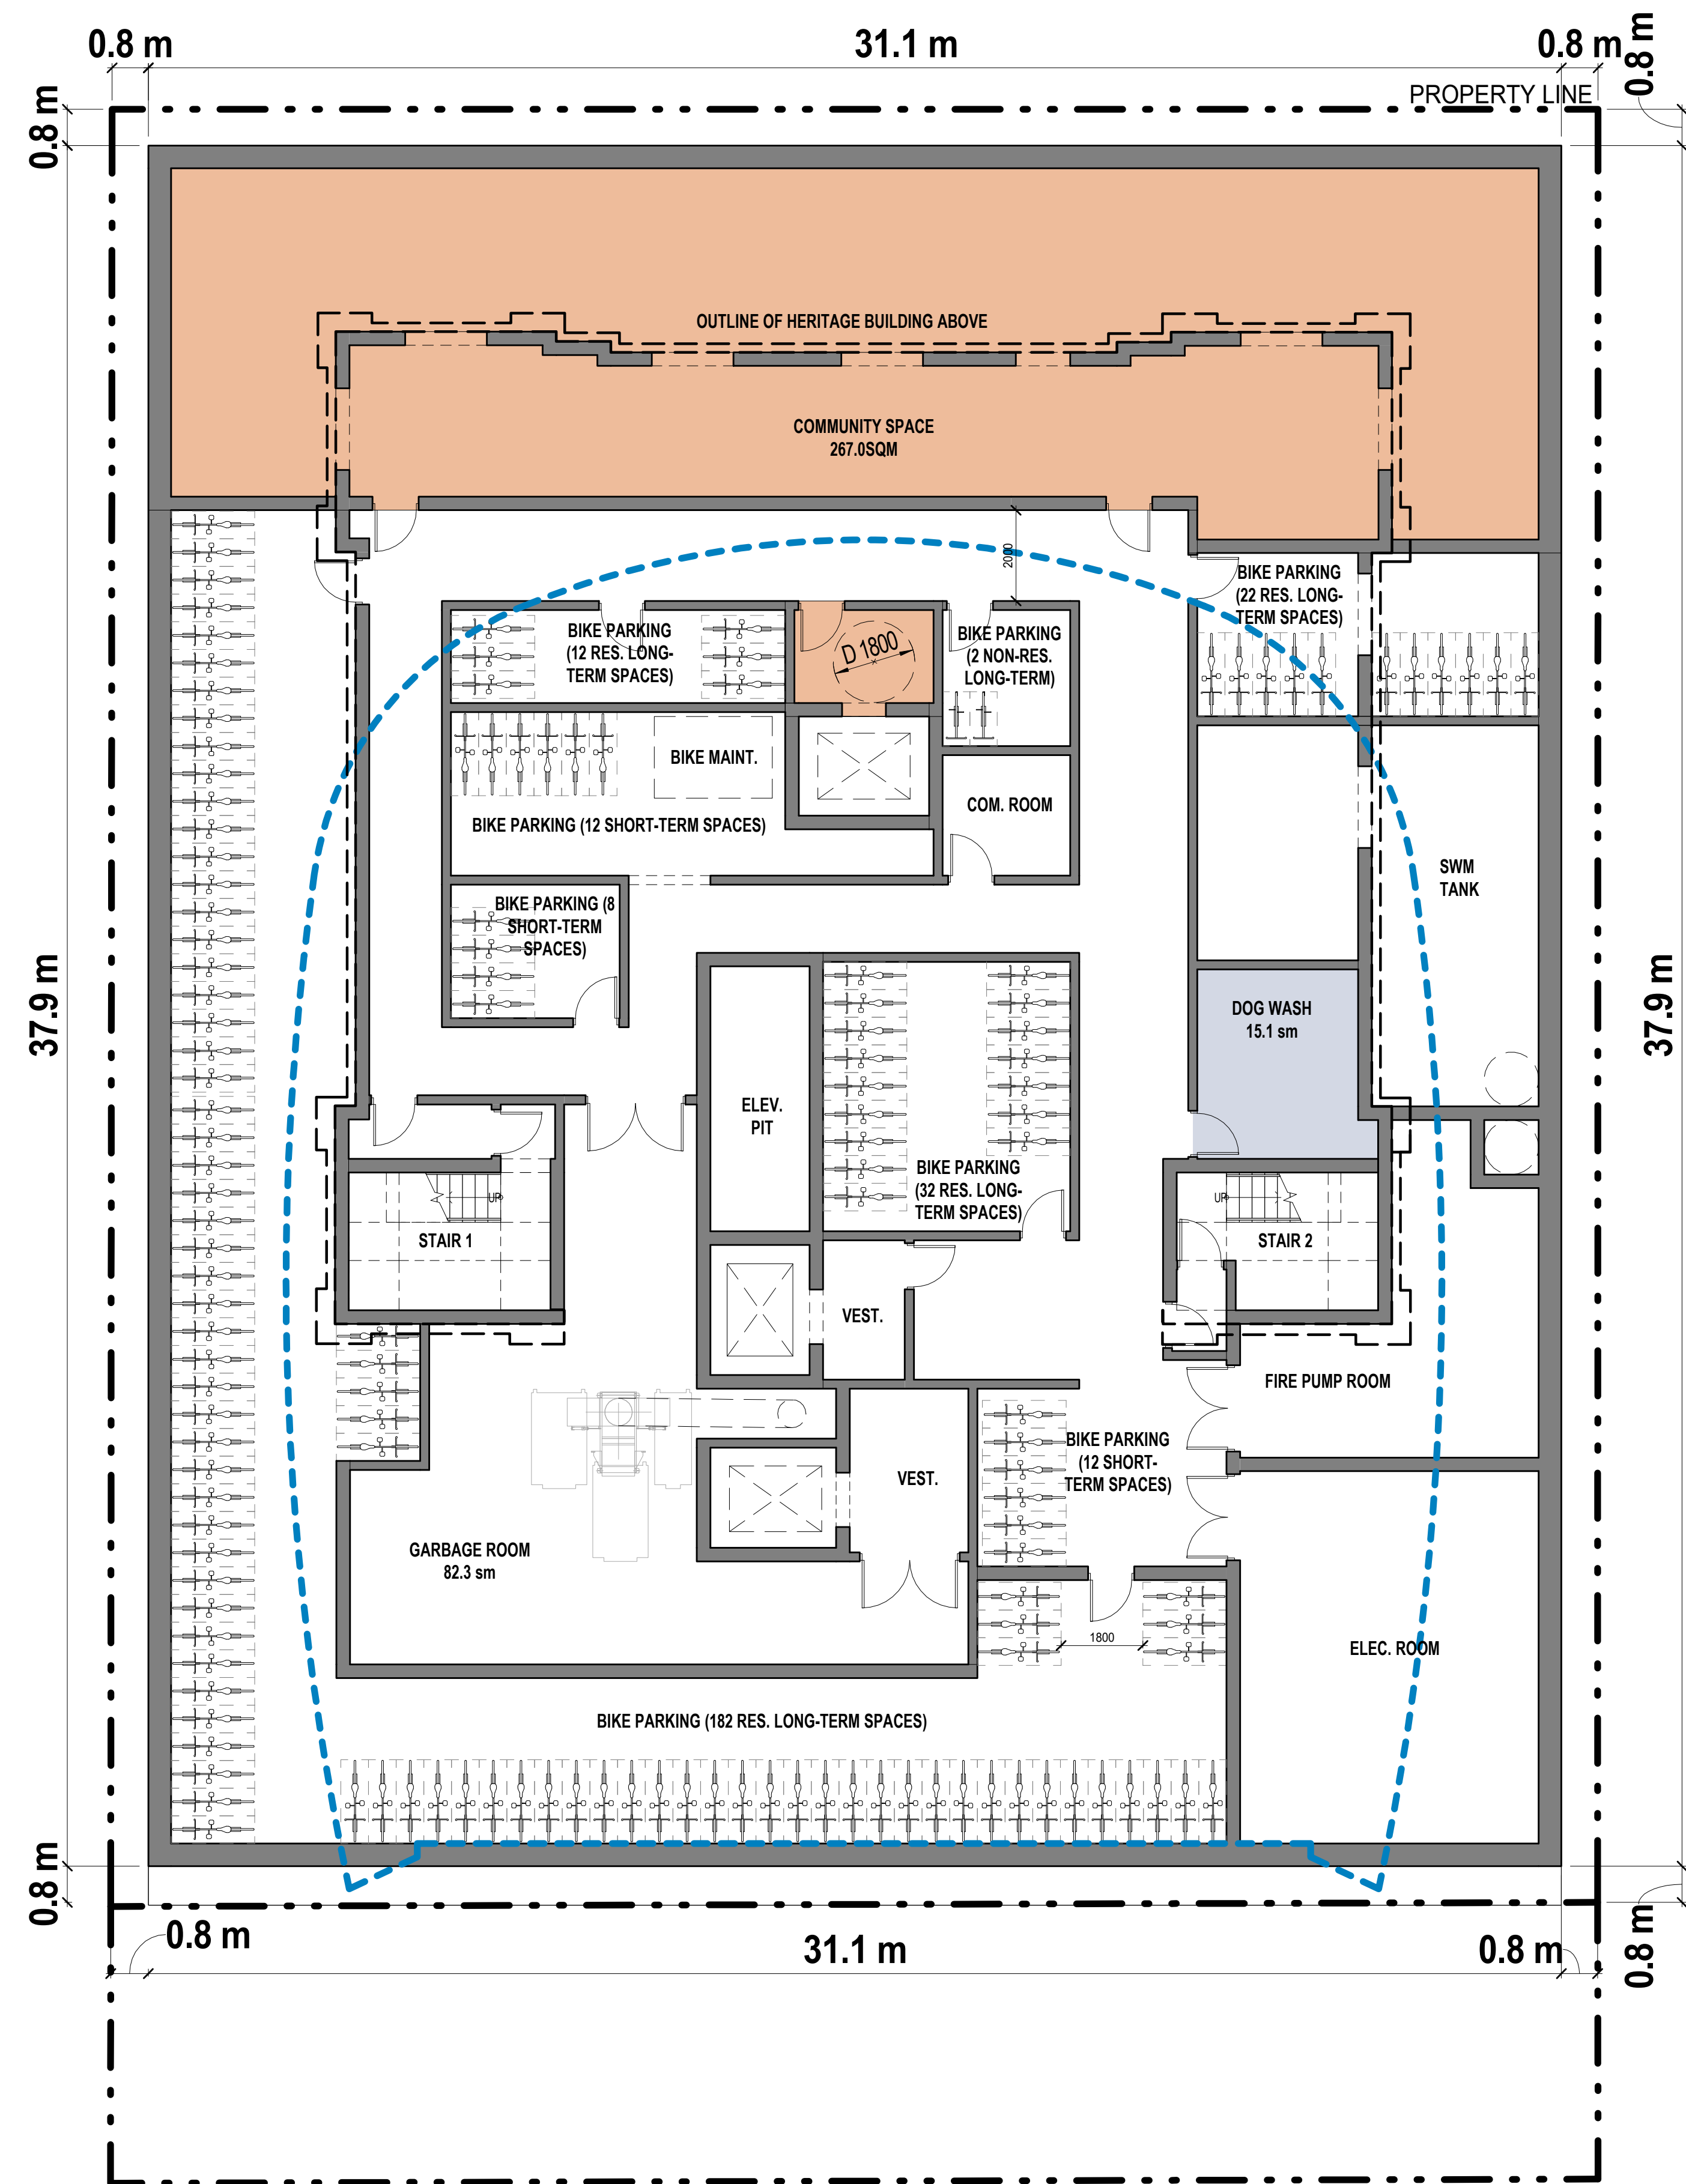 0.8 m
31.1 m
0.8 m
0.8 m
PROPERTY LINE
0.8 m
OUTLINE OF HERITAGE BUILDING ABOVE
COMMUNITY SPACE
267.0SQM
2000
BIKE PARKING
(22 RES. LONG-
TERM SPACES)
BIKE PARKING
(12 RES. LONG-
TERM SPACES)
D 1800
BIKE PARKING
(2 NON-RES.
LONG-TERM)
BIKE MAINT.
COM. ROOM
BIKE PARKING (12 SHORT-TERM SPACES)
SWM
TANK
BIKE PARKING (8
SHORT-TERM
SPACES)
37.9 m
37.9 m
DOG WASH
15.1 sm
ELEV.
PIT
BIKE PARKING
(32 RES. LONG-
TERM SPACES)
UP
UP
STAIR 1
STAIR 2
VEST.
FIRE PUMP ROOM
BIKE PARKING
(12 SHORT-
TERM SPACES)
VEST.
GARBAGE ROOM
82.3 sm
1800
ELEC. ROOM
BIKE PARKING (182 RES. LONG-TERM SPACES)
0.8 m
0.8 m
31.1 m
0.8 m
0.8 m